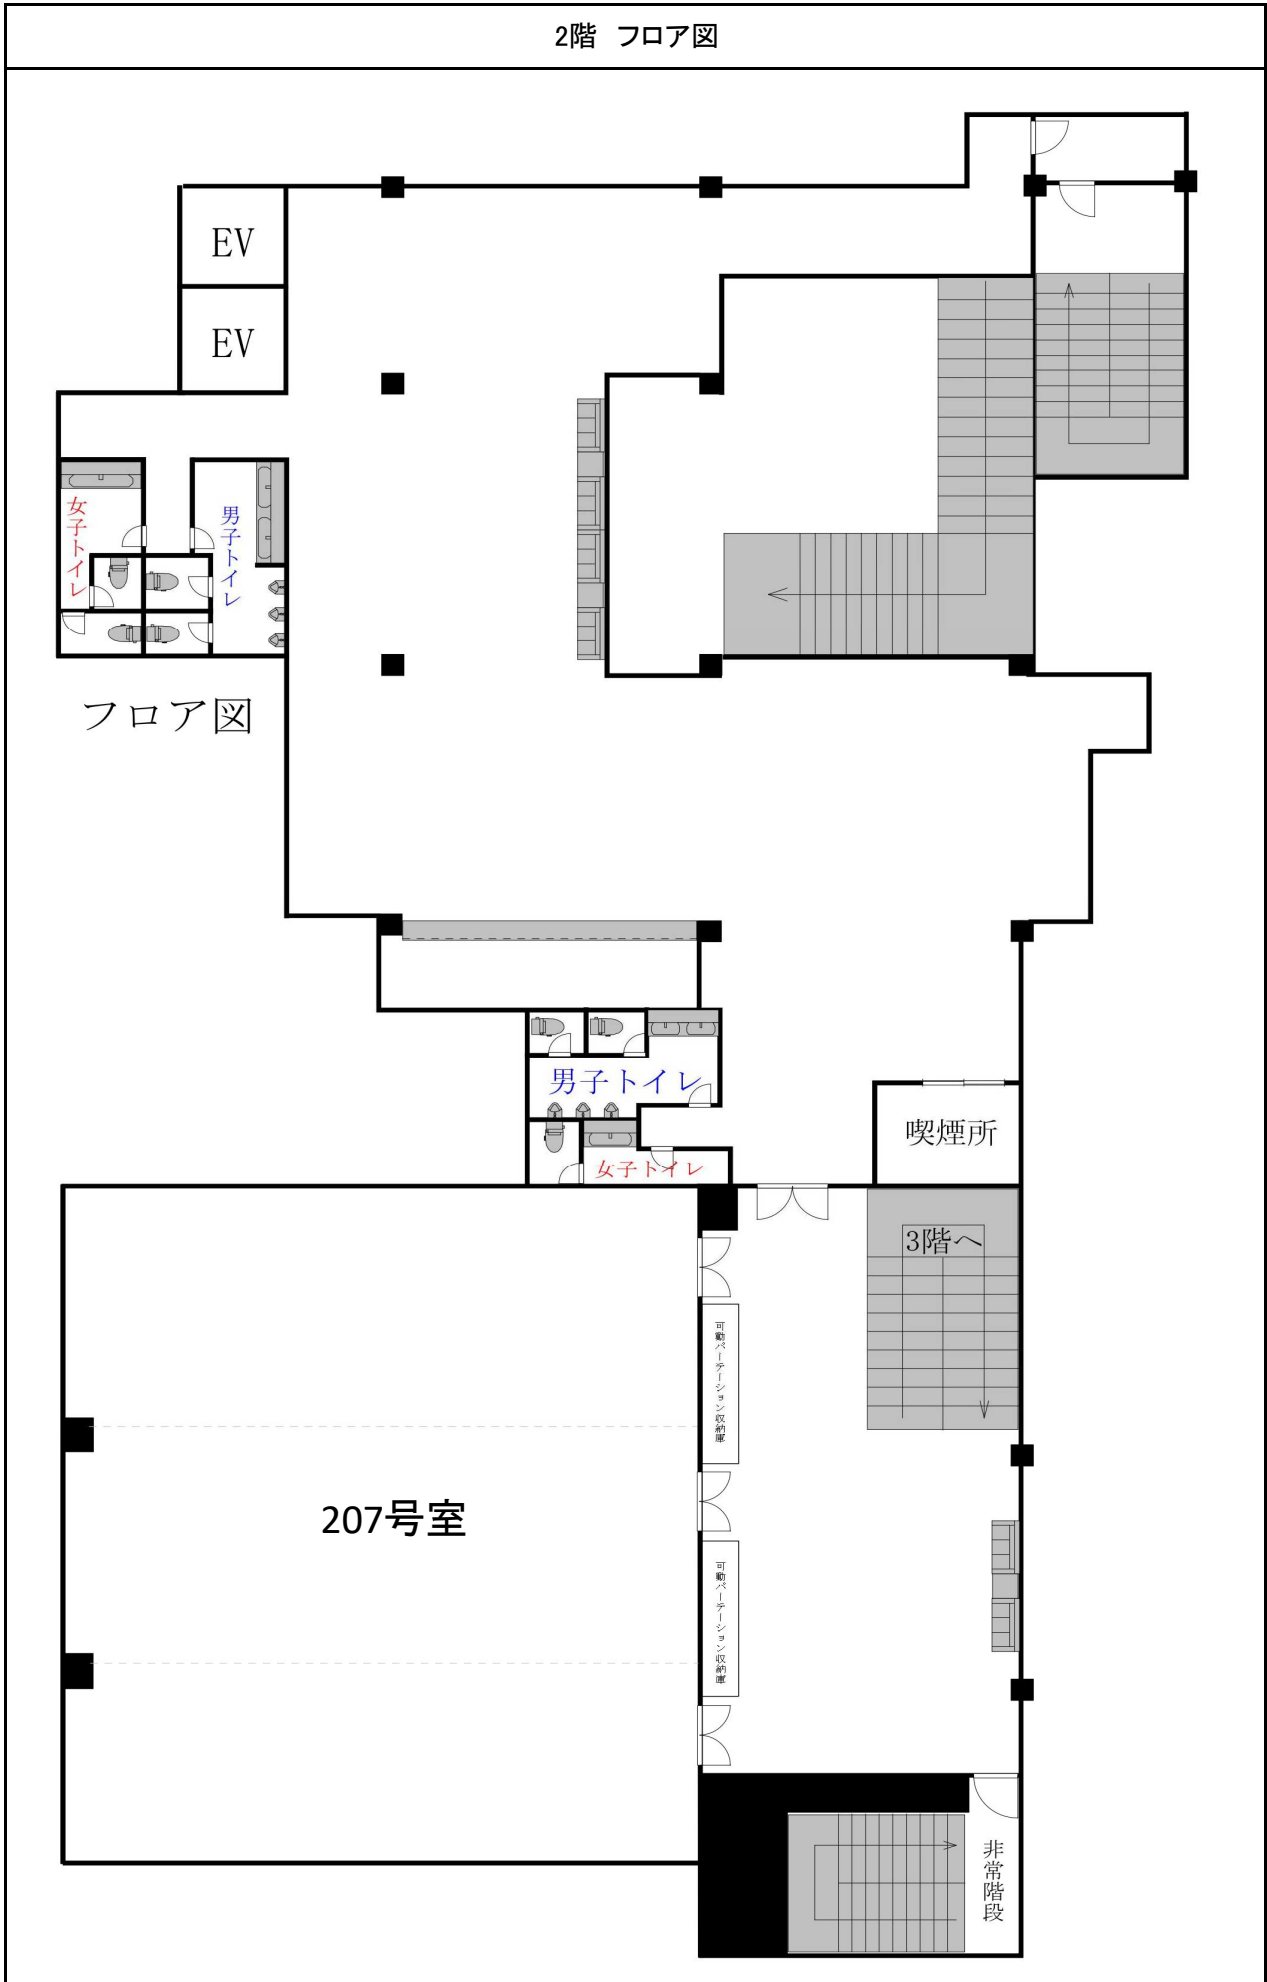 2階 フロア図
EV
EV
女子トイレ
男子トイレ
フロア図
男子トイレ
女子トイレ
喫煙所
3階へ
可動パーテーション収納庫
207号室
可動パーテーション収納庫
非常階段